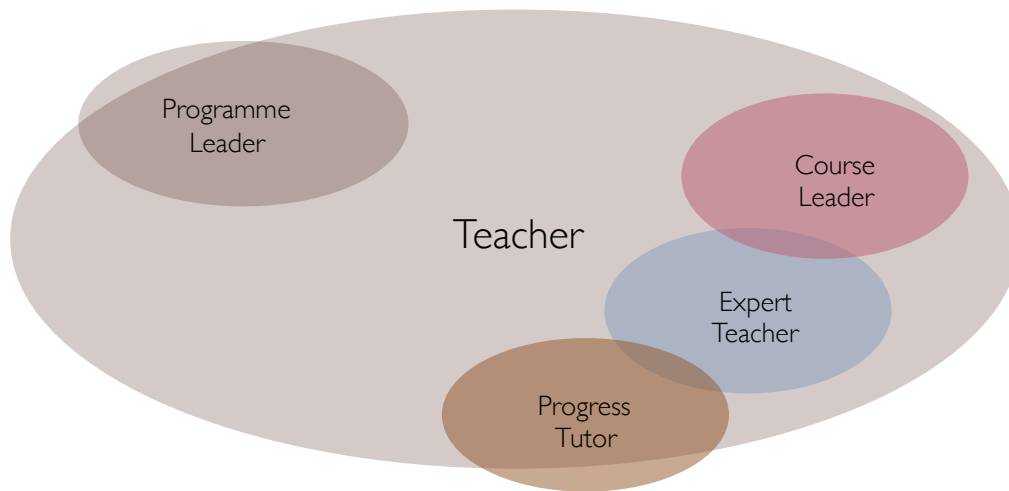 Programme
Leader
Course
Leader
Teacher
Expert
Teacher
Progress
Tutor